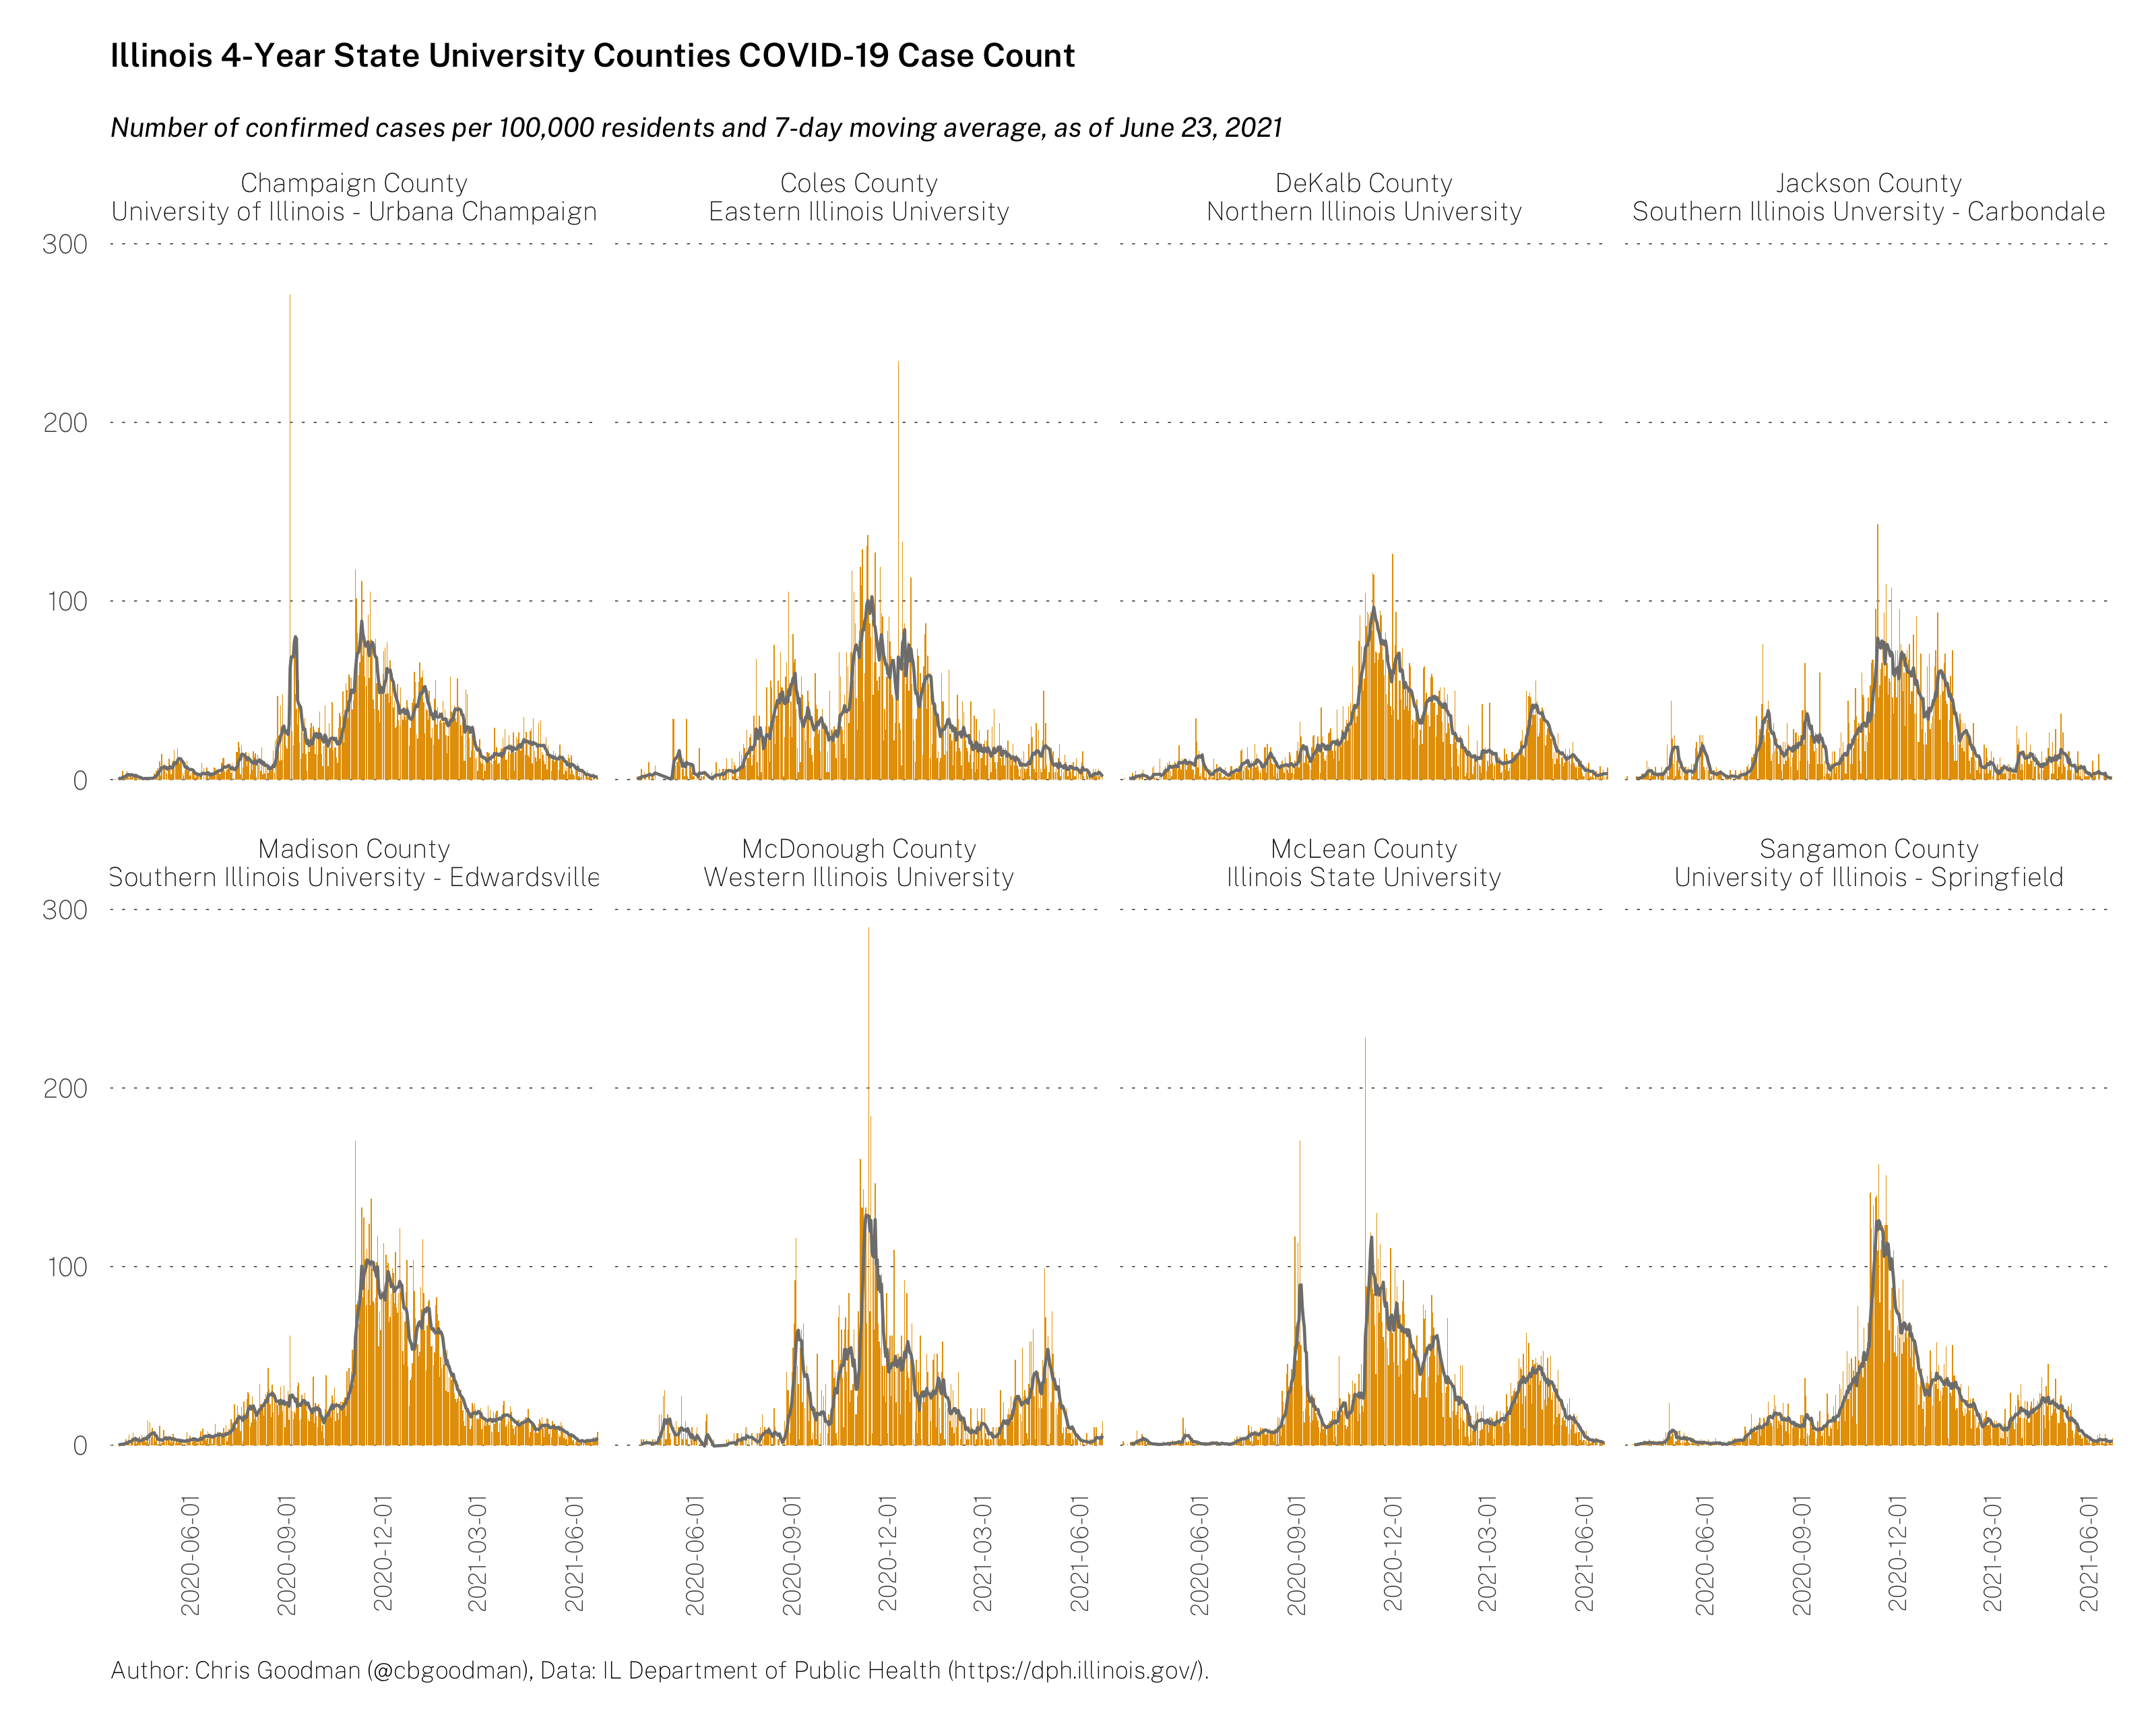 Illinois 4-Year State University Counties COVID-19 Case Count
Number of confirmed cases per 100,000 residents and 7-day moving average, as of June 23, 2021
Champaign County
University of Illinois - Urbana Champaign
Coles County
Eastern Illinois University
DeKalb County
Northern Illinois University
Jackson County
Southern Illinois Unversity - Carbondale
300
200
100
0
Madison County
Southern Illinois University - Edwardsville
McDonough County
Western Illinois University
McLean County
Illinois State University
Sangamon County
University of Illinois - Springfield
300
200
100
0
2020-06-01
2020-09-01
2020-12-01
2021-03-01
2021-06-01
2020-06-01
2020-09-01
2020-12-01
2021-03-01
2021-06-01
2020-06-01
2020-09-01
2020-12-01
2021-03-01
2021-06-01
2020-06-01
2020-09-01
2020-12-01
2021-03-01
2021-06-01
Author: Chris Goodman (@cbgoodman), Data: IL Department of Public Health (https://dph.illinois.gov/).